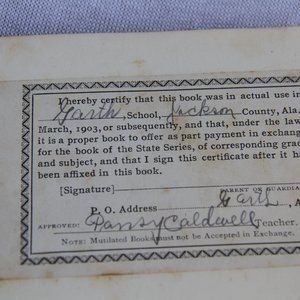 I hereby certify that this book was in actual use in
Garth, School, Jackson County, Ala.
March, 1903, or subsequently, and that, under the law
it is a proper book to offer as part payment in exchang
for the book of the State Series, of corresponding grad
and subject, and that I sign this certificate after it ha
been affixed in this book.
[Signature]
PARENT OR GUARDIA
P. O. Address Garth, A
APPROVED: Pansy Caldwell Teacher.
NOTE: Mutilated Books must not be Accepted in Exchange.